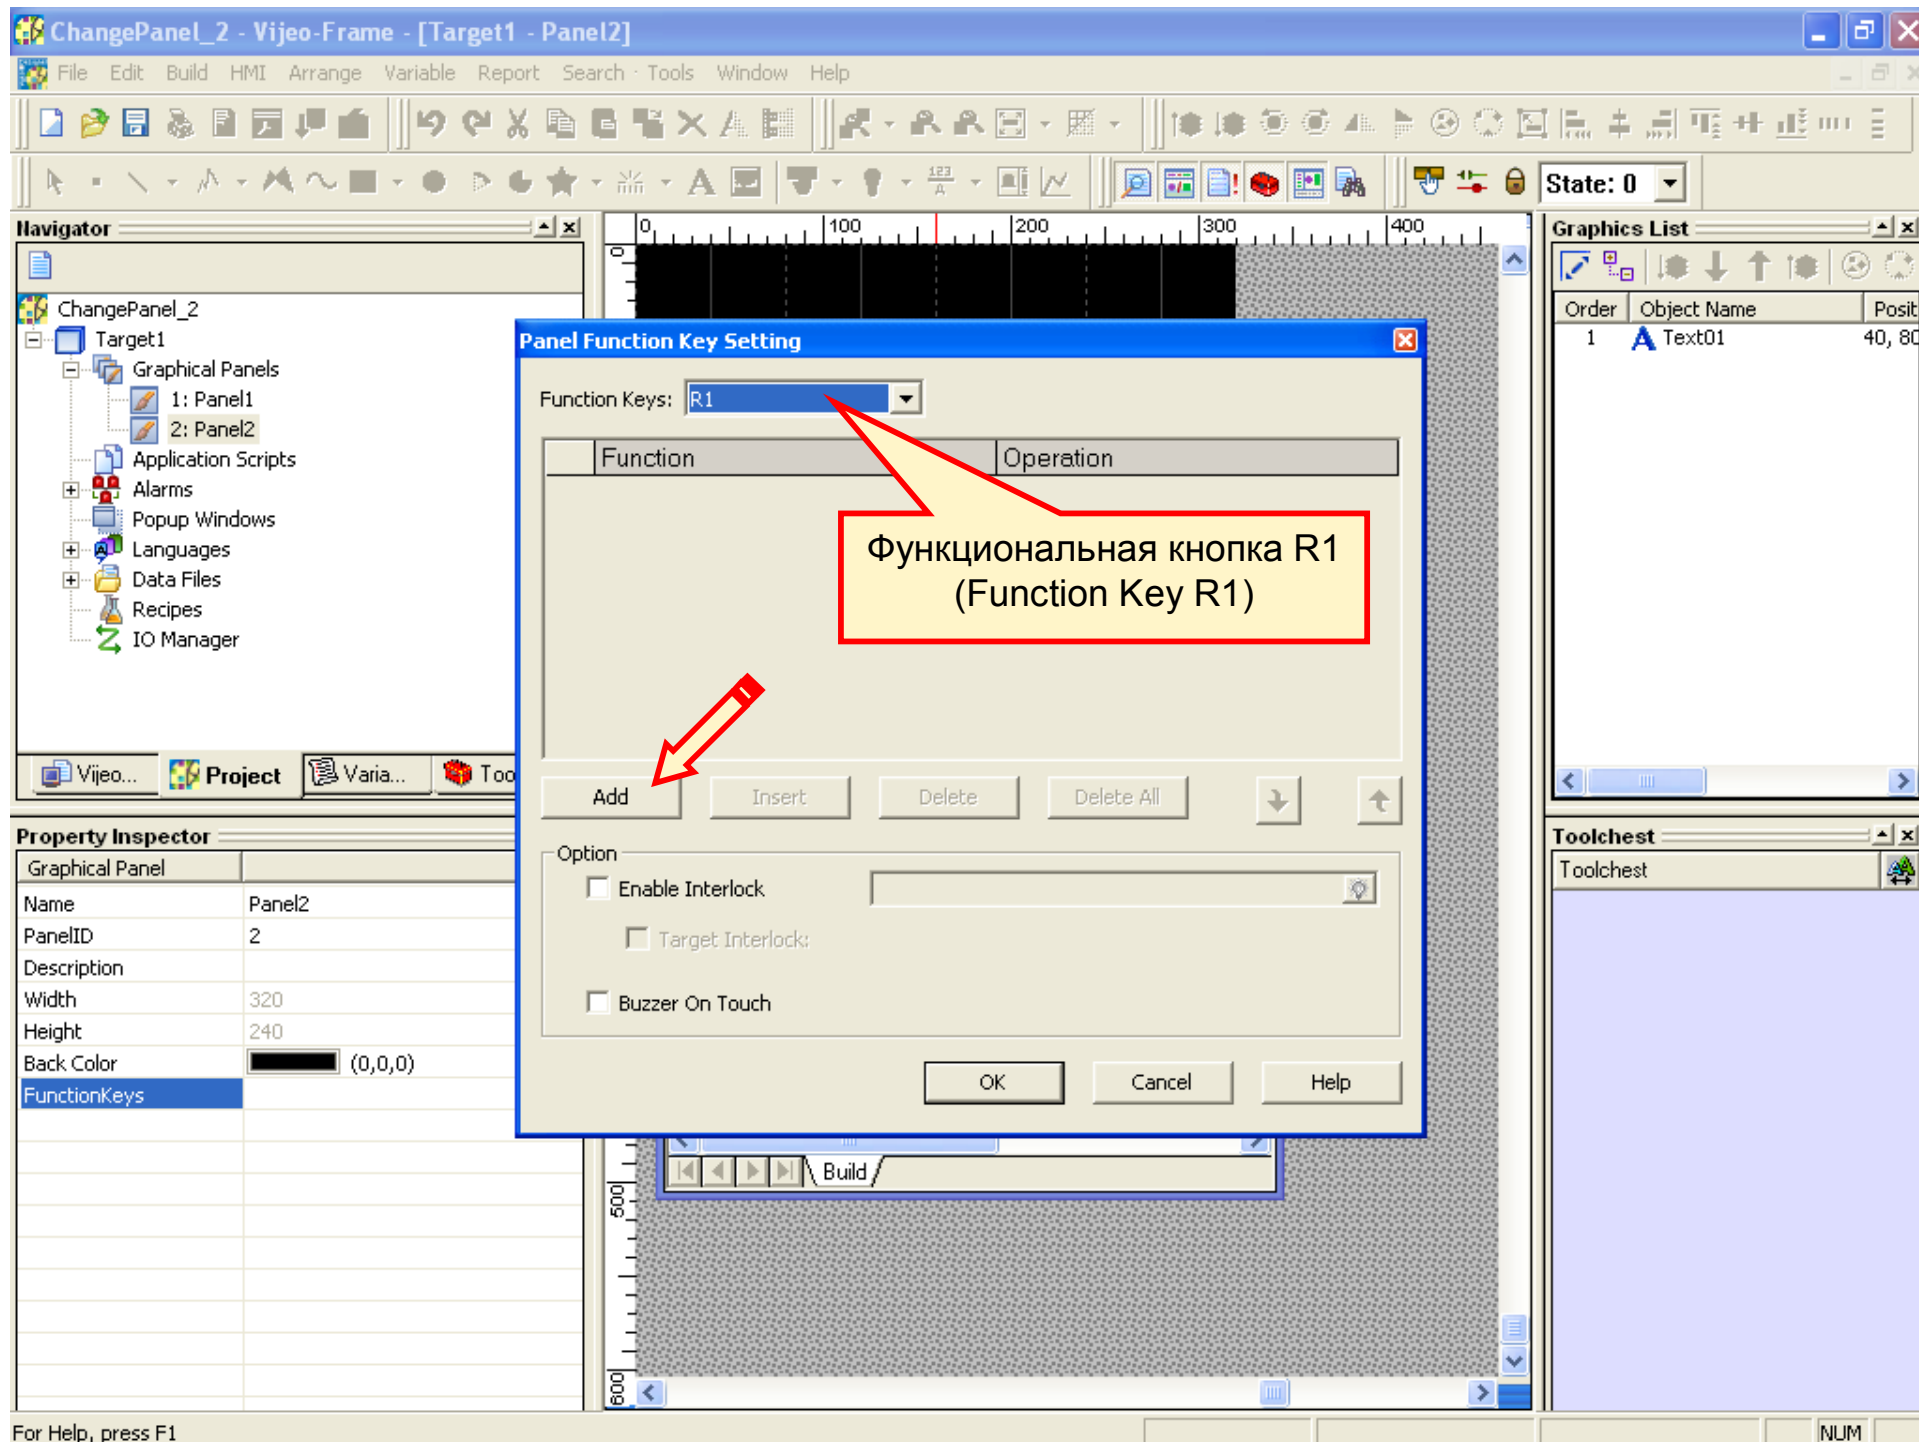 ChangePanel_2 - Vijeo-Frame - [Target1 - Panel2]
File Edit Build HMI Arrange Variable Report Search Tools Window Help
State: 0
Navigator
ChangePanel_2
Target1
Graphical Panels
1: Panel1
2: Panel2
Application Scripts
Alarms
Popup Windows
Languages
Data Files
Recipes
IO Manager
Vijeo... Project Varia... Too
Property Inspector
Graphical Panel
Name Panel2
PanelID 2
Description
Width 320
Height 240
Back Color (0,0,0)
FunctionKeys
0 100 200 300 400
0
500
600
Panel Function Key Setting
Function Keys: R1
Function Operation
Функциональная кнопка R1
(Function Key R1)
Add Insert Delete Delete All
Option
Enable Interlock
Target Interlock:
Buzzer On Touch
OK Cancel Help
Build
Graphics List
Order Object Name Posit
1 Text01 40, 80
Toolchest
Toolchest
For Help, press F1
NUM